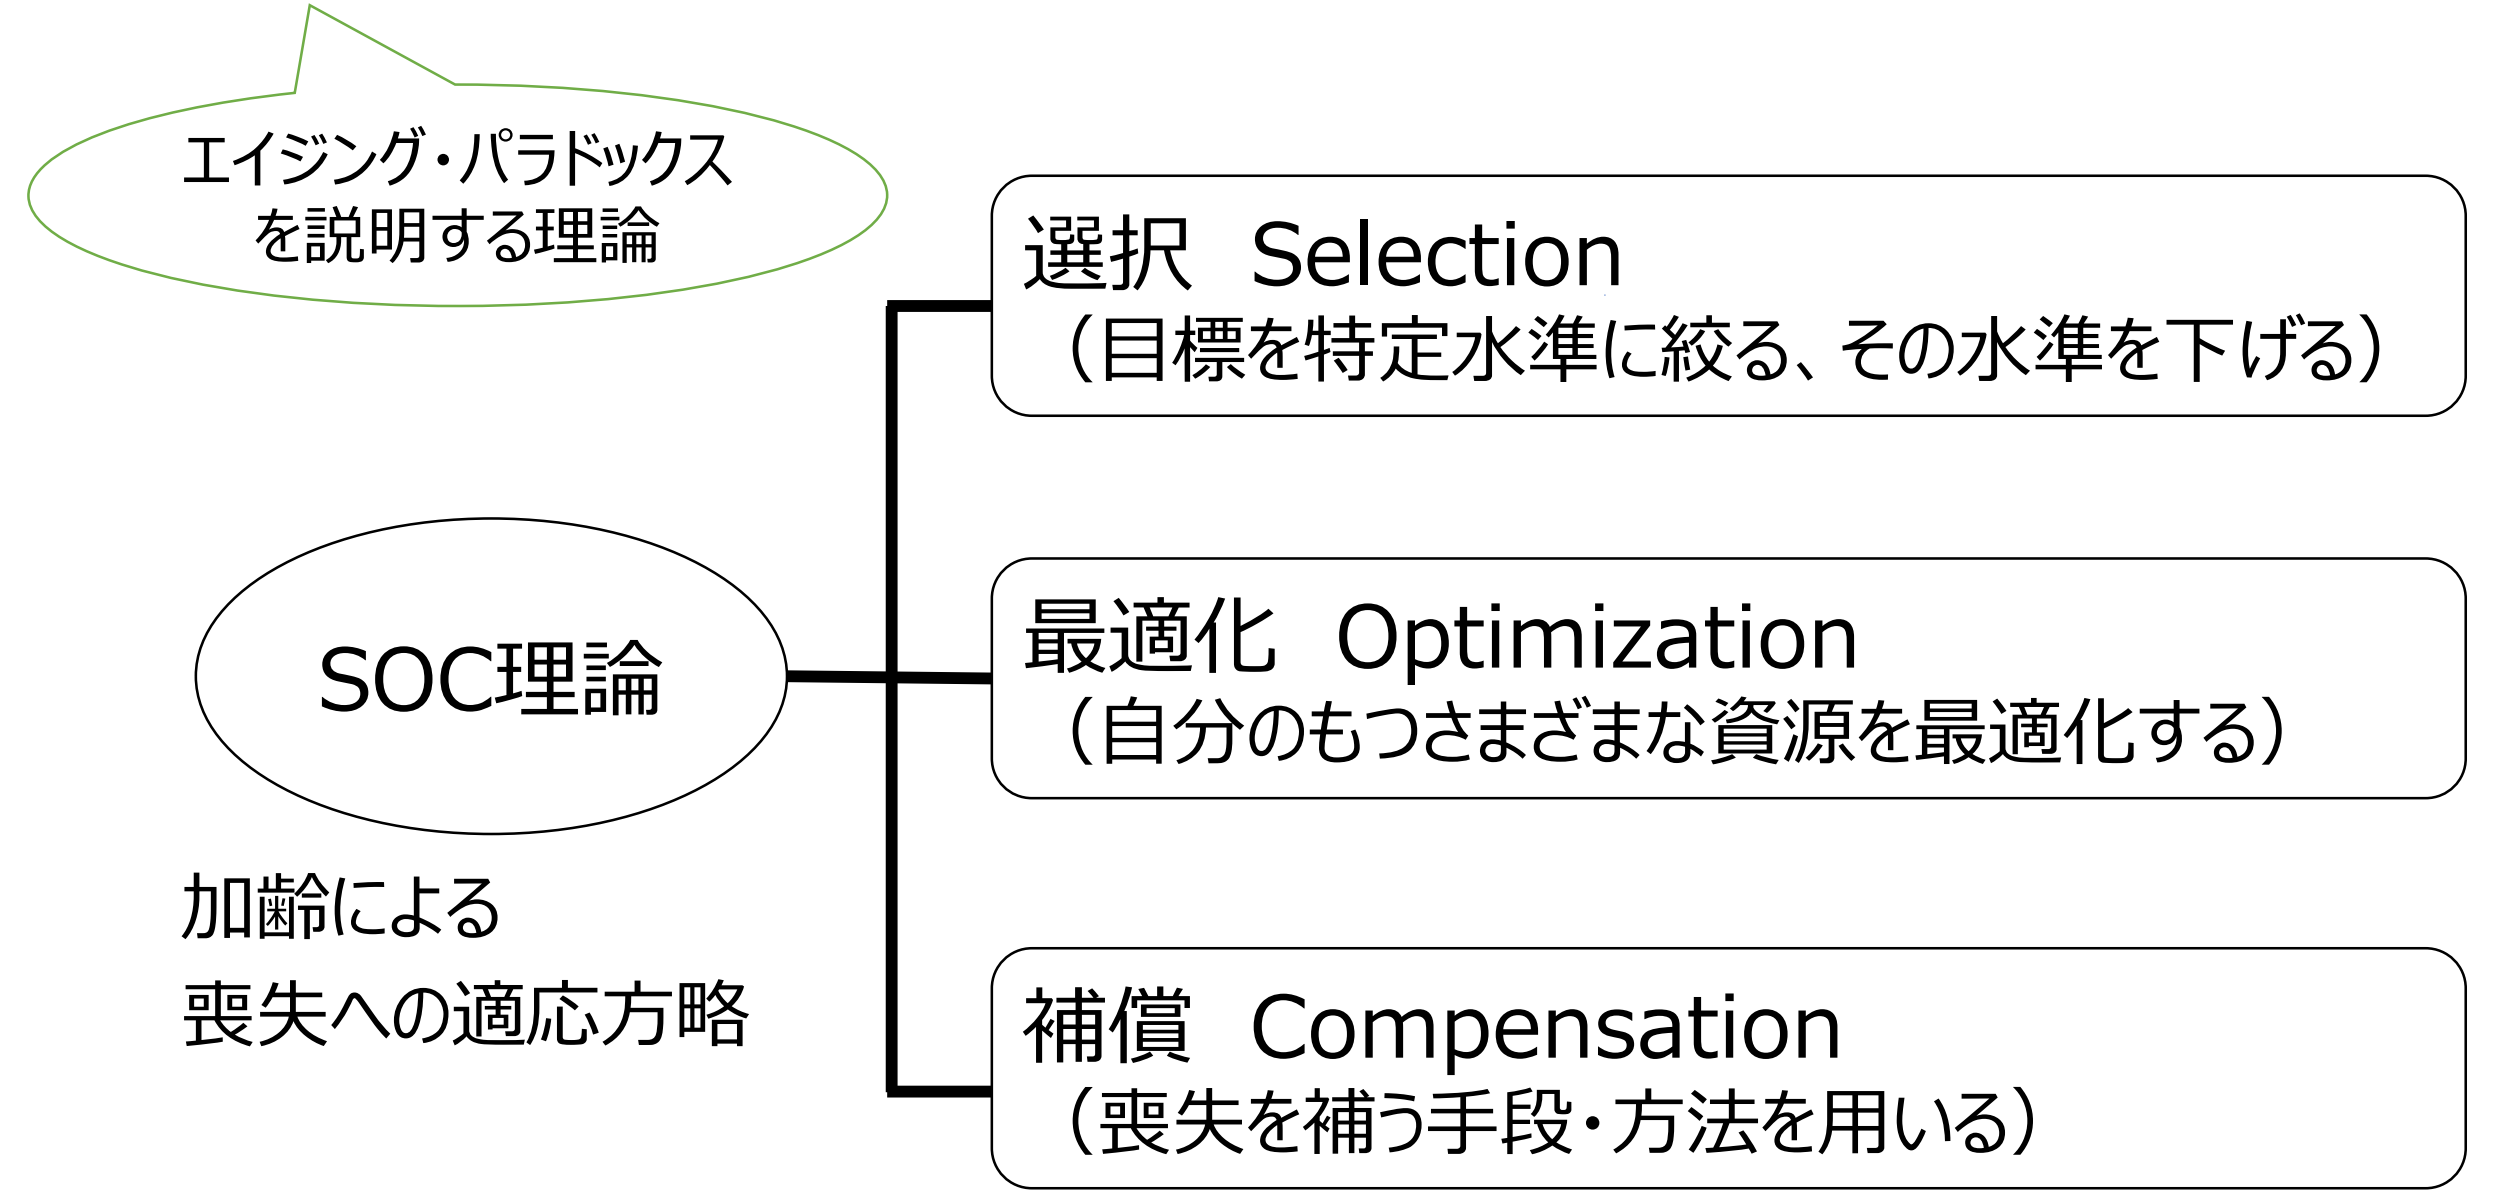 エイジング・パラドックス
を説明する理論
SOC理論
加齢による
喪失への適応方略
選択　Selection
（目標を特定の水準に絞る、その水準を下げる）
最適化　Optimization
（自分のもつさまざまな資源を最適化する）
補償　Compensation
（喪失を補う手段・方法を用いる）